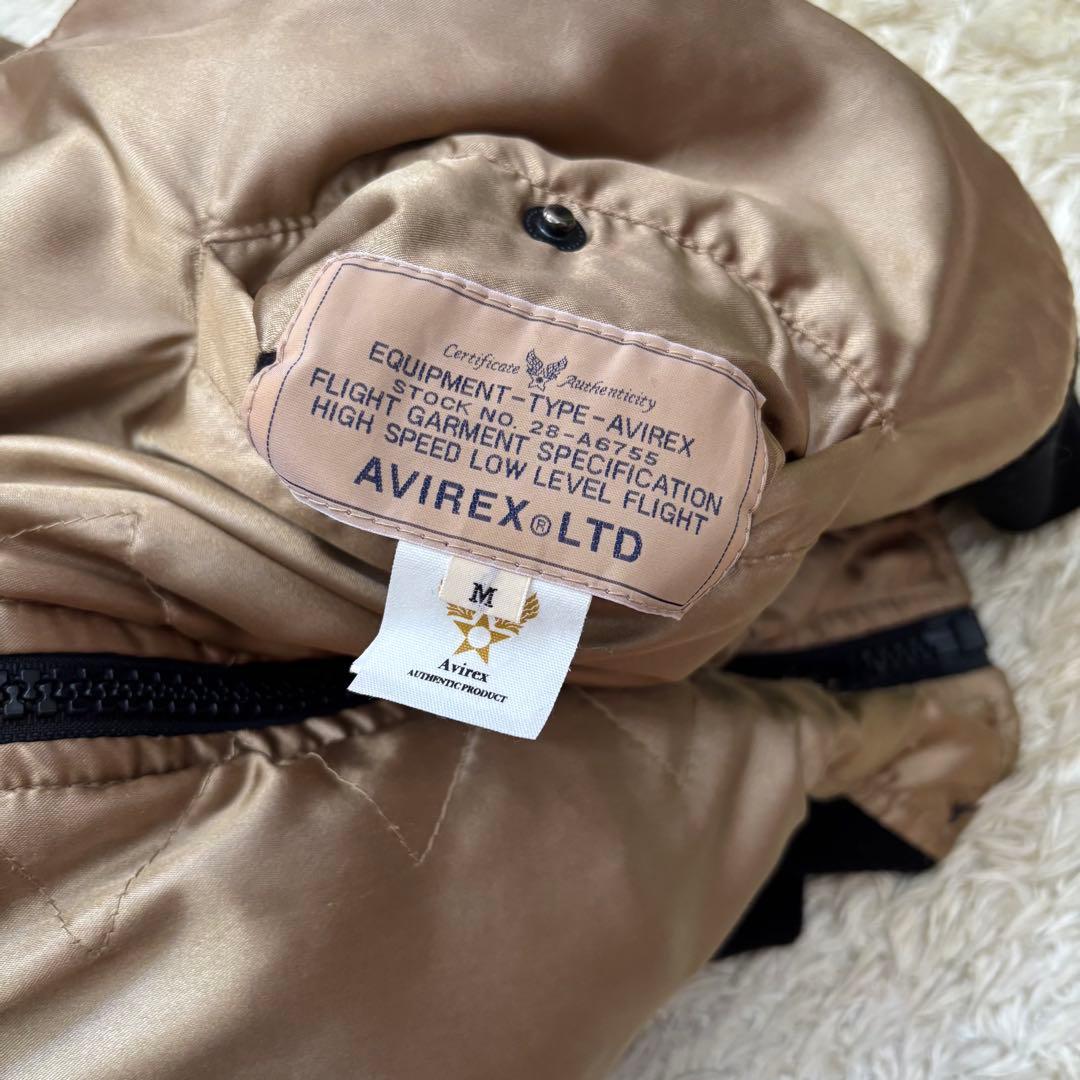 Certificate Authenticity
EQUIPMENT-TYPE-AVIREX
STOCK NO. 28-A6755
FLIGHT GARMENT SPECIFICATION
HIGH SPEED LOW LEVEL FLIGHT
AVIREX®LTD
M
Avirex
AUTHENTIC PRODUCT